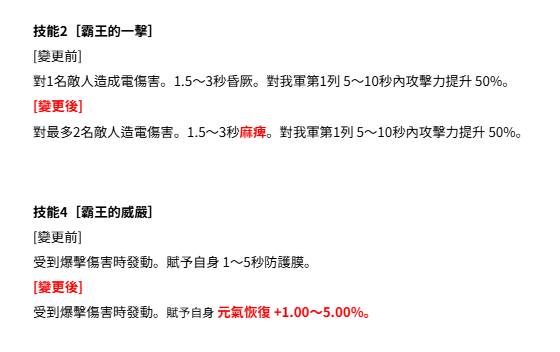 技能2［霸王的一擊］
[變更前]
對1名敵人造成電傷害。1.5～3秒昏厥。對我軍第1列 5～10秒內攻擊力提升 50%。
[變更後]
對最多2名敵人造電傷害。1.5～3秒麻痺。對我軍第1列 5～10秒內攻擊力提升 50%。
技能4［霸王的威嚴］
[變更前]
受到爆擊傷害時發動。賦予自身 1～5秒防護膜。
[變更後]
受到爆擊傷害時發動。賦予自身 元氣恢復 +1.00～5.00%。